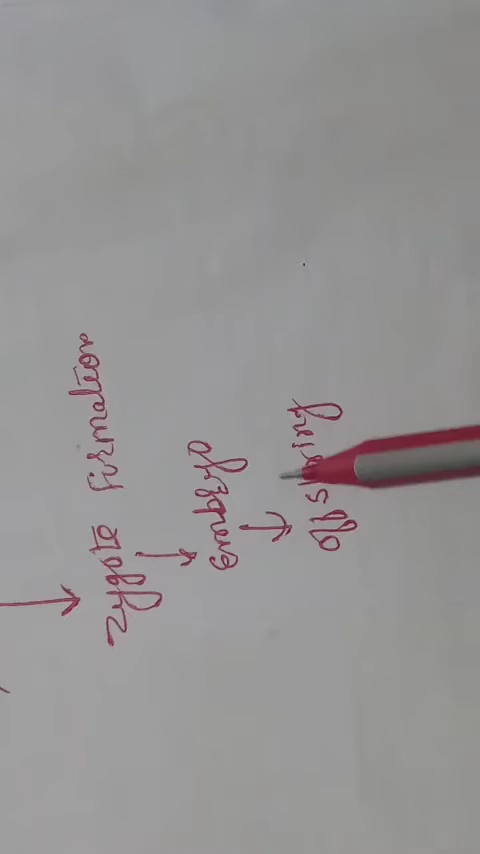 zygote formation
↓
Embryo
↓
offspring